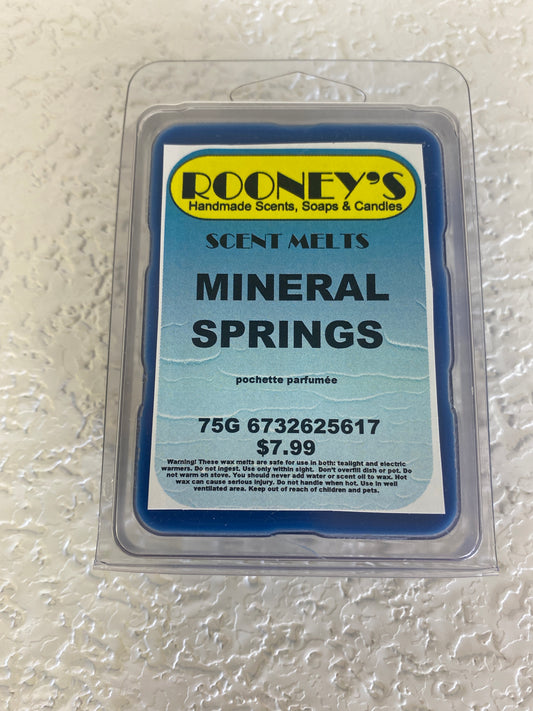 ROONEY'S
Handmade Scents, Soaps & Candles
SCENT MELTS
MINERAL
SPRINGS
pochette parfumée
75G 6732625617
$7.99
Warning! These wax melts are safe for use in both: tealight and electric
warmers. Do not ingest. Use only within sight. Don't overfill dish or pot. Do
not warm on stove. You should never add water or scent oil to wax. Hot
wax can cause serious injury. Do not handle when hot. Use in well
ventilated area. Keep out of reach of children and pets.